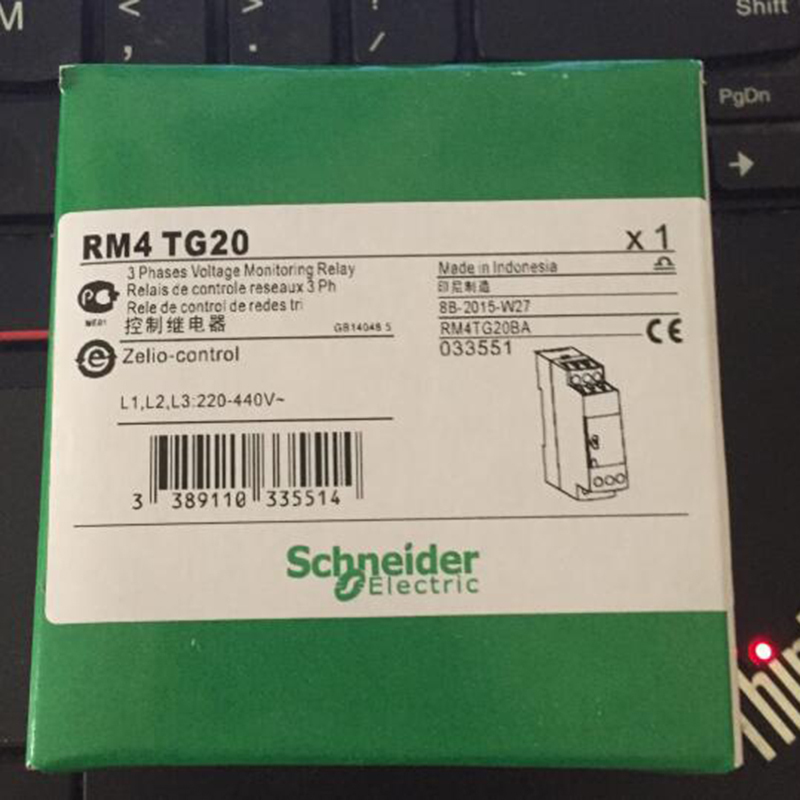 M < > ? Shift
, . /
PgDn
RM4 TG20 x 1
3 Phases Voltage Monitoring Relay
Relais de controle reseaux 3 Ph
Rele de control de redes tri
控制继电器 GB14048 5
Zelio-control
L1,L2,L3:220-440V~
Made in Indonesia
印尼制造
8B-2015-W27
RM4TG20BA
033551
CE
3 389110 335514
Schneider
Electric